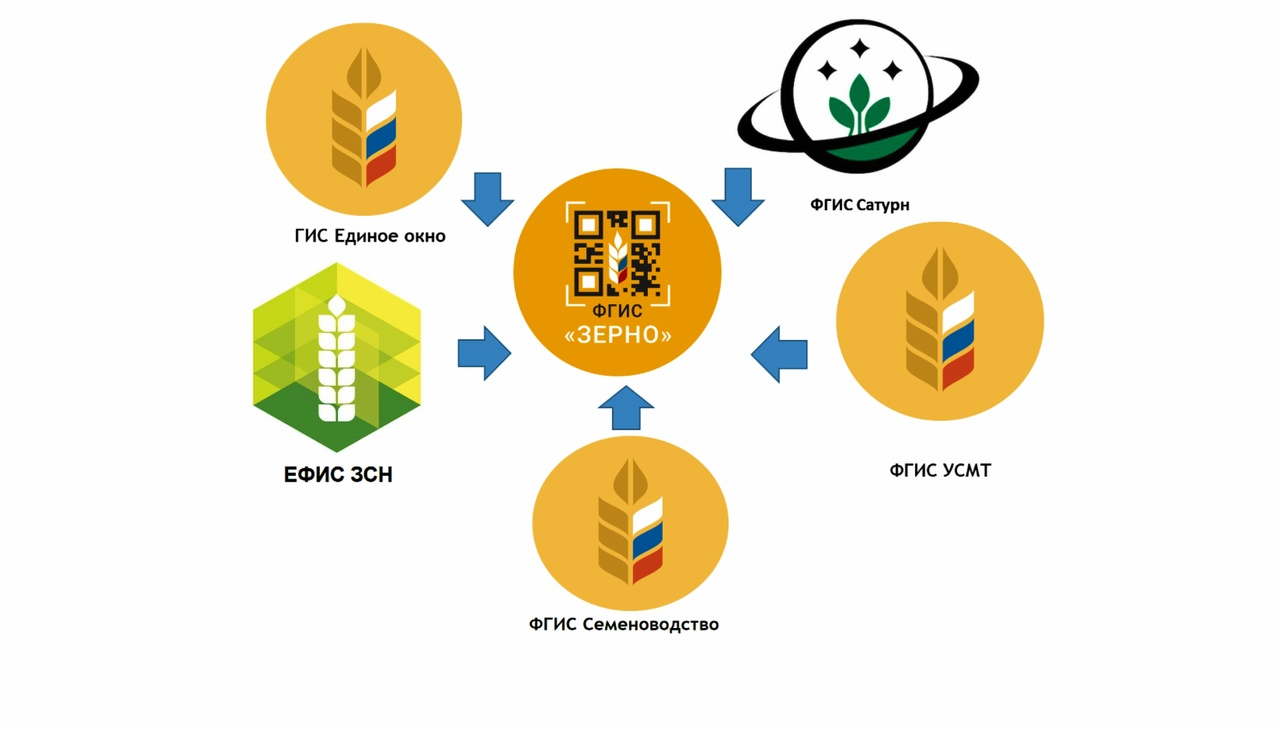 ФГИС Сатурн
ГИС Единое окно
ФГИС
«ЗЕРНО»
ЕФИС ЗСН
ФГИС УСМТ
ФГИС Семеноводство